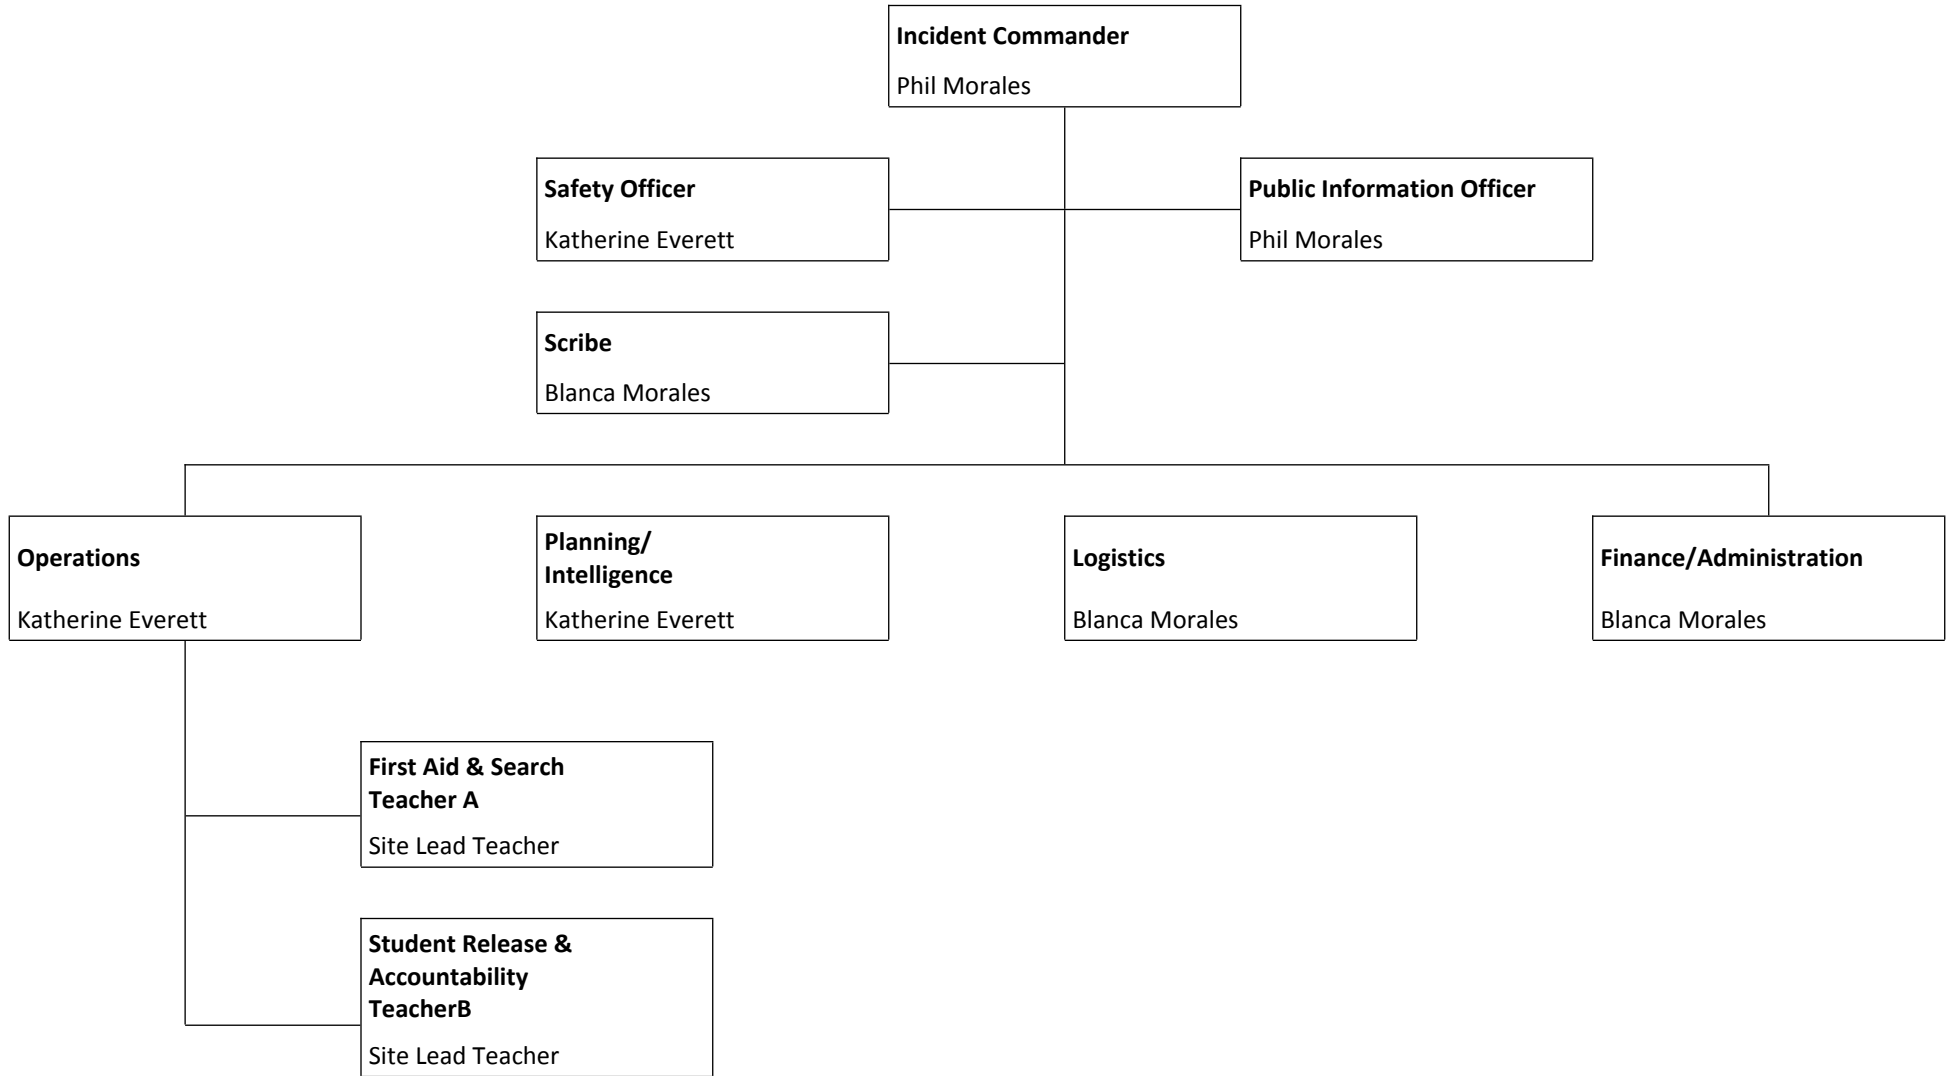 Incident Commander
Phil Morales
Safety Officer
Katherine Everett
Public Information Officer
Phil Morales
Scribe
Blanca Morales
Operations
Katherine Everett
Planning/
Intelligence
Katherine Everett
Logistics
Blanca Morales
Finance/Administration
Blanca Morales
First Aid & Search
Teacher A
Site Lead Teacher
Student Release &
Accountability
TeacherB
Site Lead Teacher